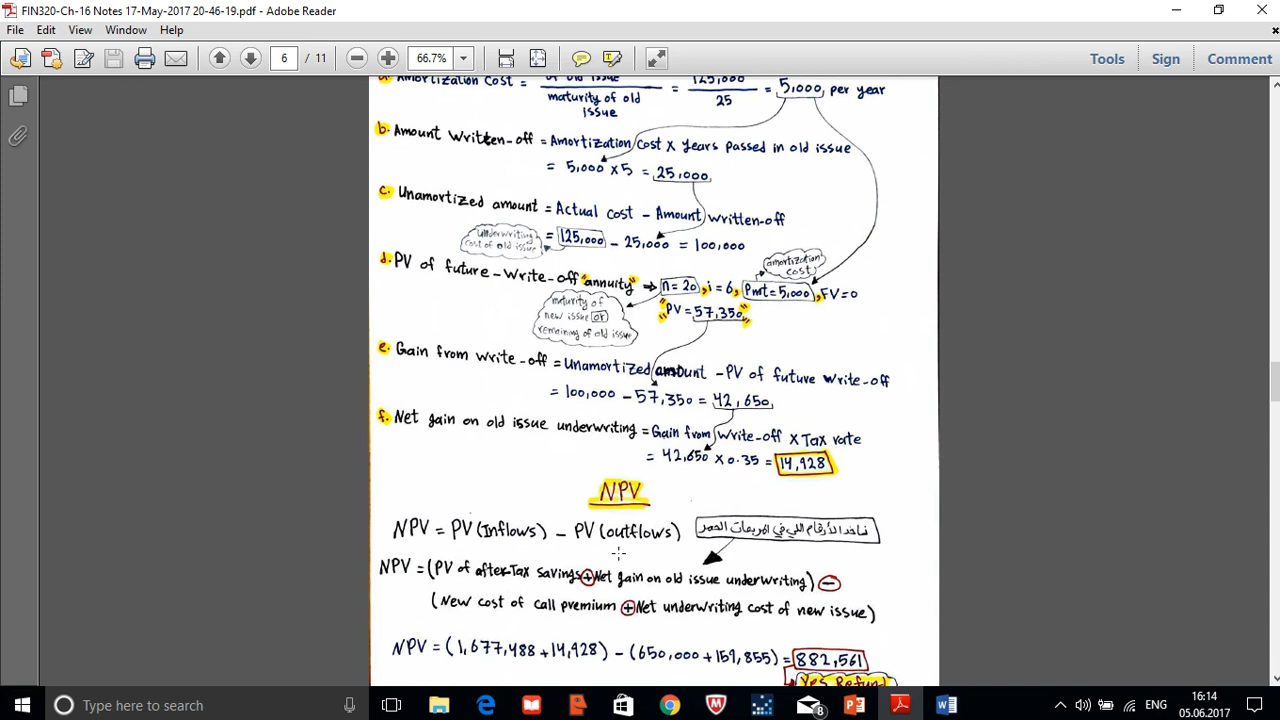 FIN320-Ch-16 Notes 17-May-2017 20-46-19.pdf - Adobe Reader
File Edit View Window Help
6 / 11 66.7% Tools Sign Comment
a. Amortization Cost = of old issue / maturity of old issue = 125,000 / 25 = 5,000 per year
b. Amount Written-off = Amortization cost x years passed in old issue
= 5,000 x 5 = 25,000
c. Unamortized amount = Actual cost - Amount written-off
underwriting cost of old issue = 125,000 - 25,000 = 100,000
amortization cost
d. PV of future-write-off "annuity" → n=20, i=6, Pmt=5,000, FV=0
maturity of new issue or remaining of old issue
"PV=57,350"
e. Gain from write-off = Unamortized amount - PV of future write-off
= 100,000 - 57,350 = 42,650
f. Net gain on old issue underwriting = Gain from write-off x Tax rate
= 42,650 x 0.35 = 14,928
NPV
NPV = PV(Inflows) - PV(outflows) ناخد الأرقام اللي في المربعات الحمر
NPV = (PV of after-Tax savings + Net gain on old issue underwriting) -
(New cost of call premium + Net underwriting cost of new issue)
NPV = (1,677,488 + 14,928) - (650,000 + 159,855) = 882,561
Yes Refund
Type here to search
8
ENG
16:14
05.06.2017